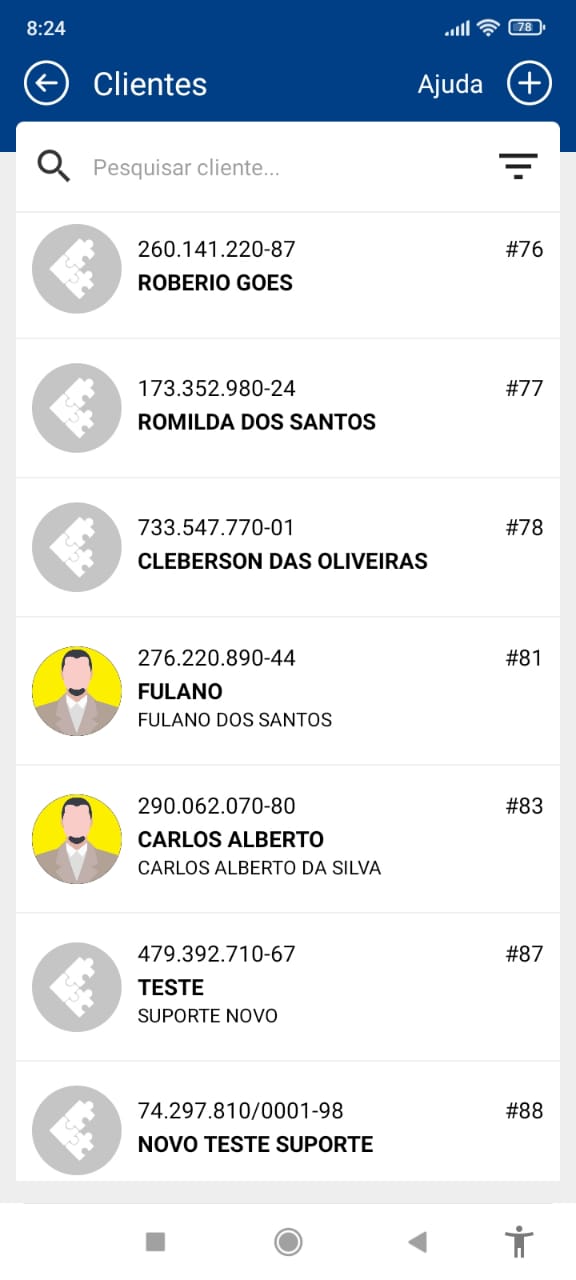 8:24
78
Clientes
Ajuda
Pesquisar cliente...
260.141.220-87
#76
ROBERIO GOES
173.352.980-24
#77
ROMILDA DOS SANTOS
733.547.770-01
#78
CLEBERSON DAS OLIVEIRAS
276.220.890-44
#81
FULANO
FULANO DOS SANTOS
290.062.070-80
#83
CARLOS ALBERTO
CARLOS ALBERTO DA SILVA
479.392.710-67
#87
TESTE
SUPORTE NOVO
74.297.810/0001-98
#88
NOVO TESTE SUPORTE